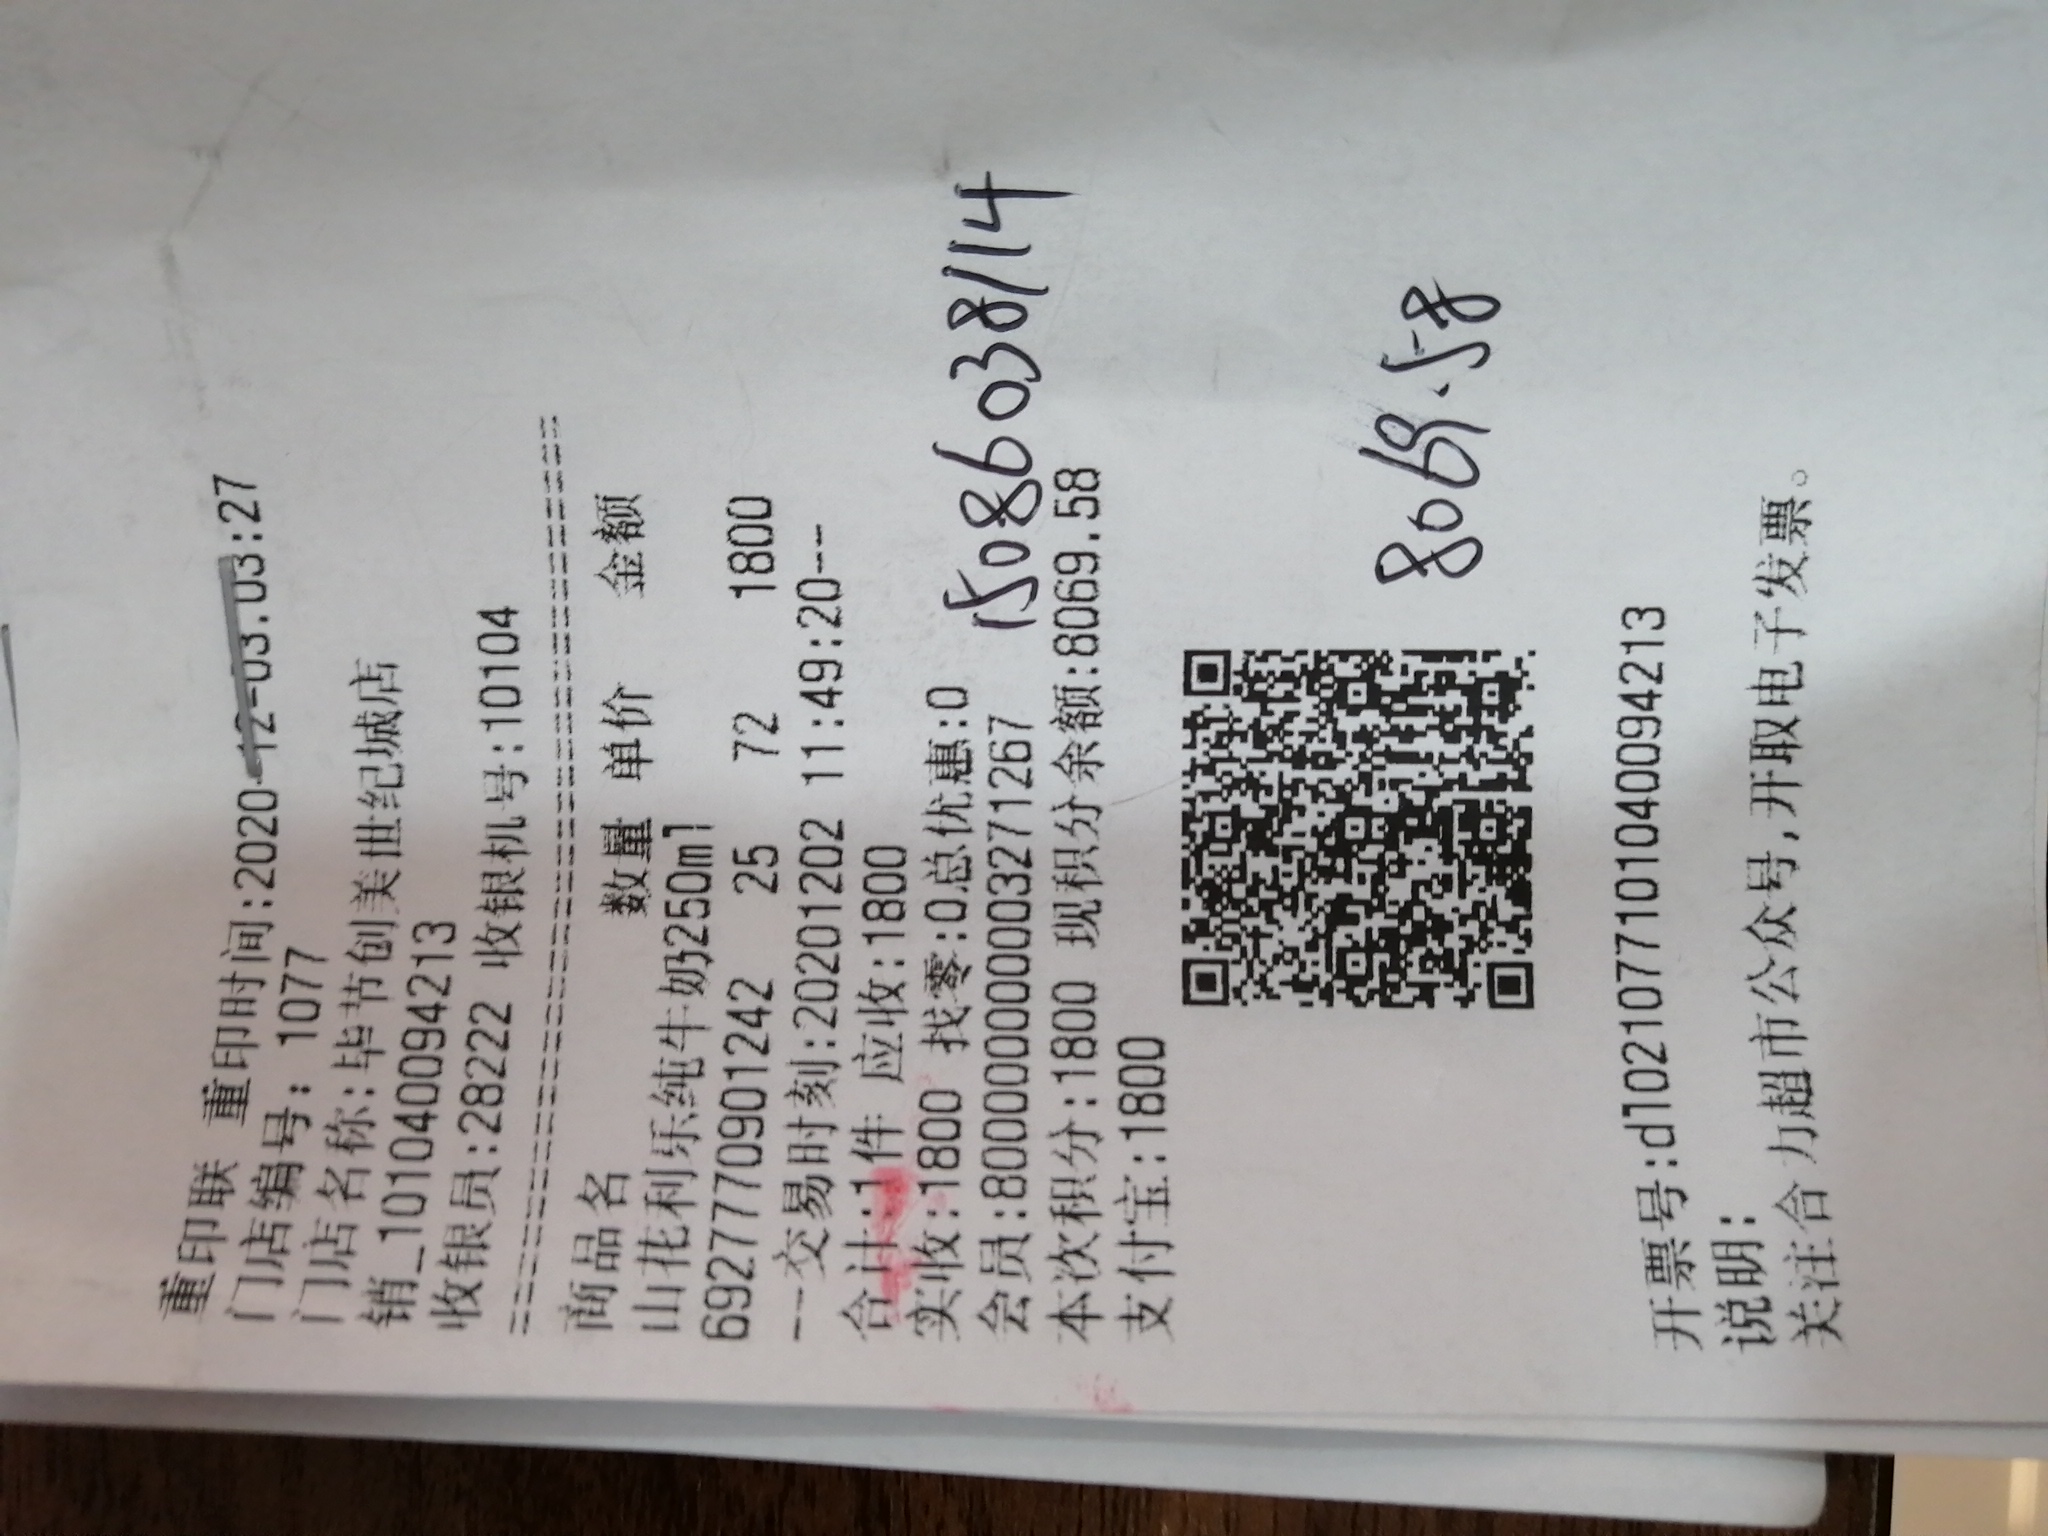 重印联 重印时间:2020-12-03.03:27
门店编号: 1077
门店名称:毕节创美世纪城店
销_1010400094213
收银员:28222 收银机号:10104
商品名 数量 单价 金额
山花利乐纯牛奶250ml
6927770901242 25 72 1800
---交易时刻:20201202 11:49:20---
合计:1件 应收:1800
实收:1800 找零:0总优惠:0
会员:8000000000003271267
15086038114
本次积分:1800 现积分余额:8069.58
支付宝:1800
8069.58
开票号:d10210771010400094213
说明:
关注合力超市公众号,开取电子发票。